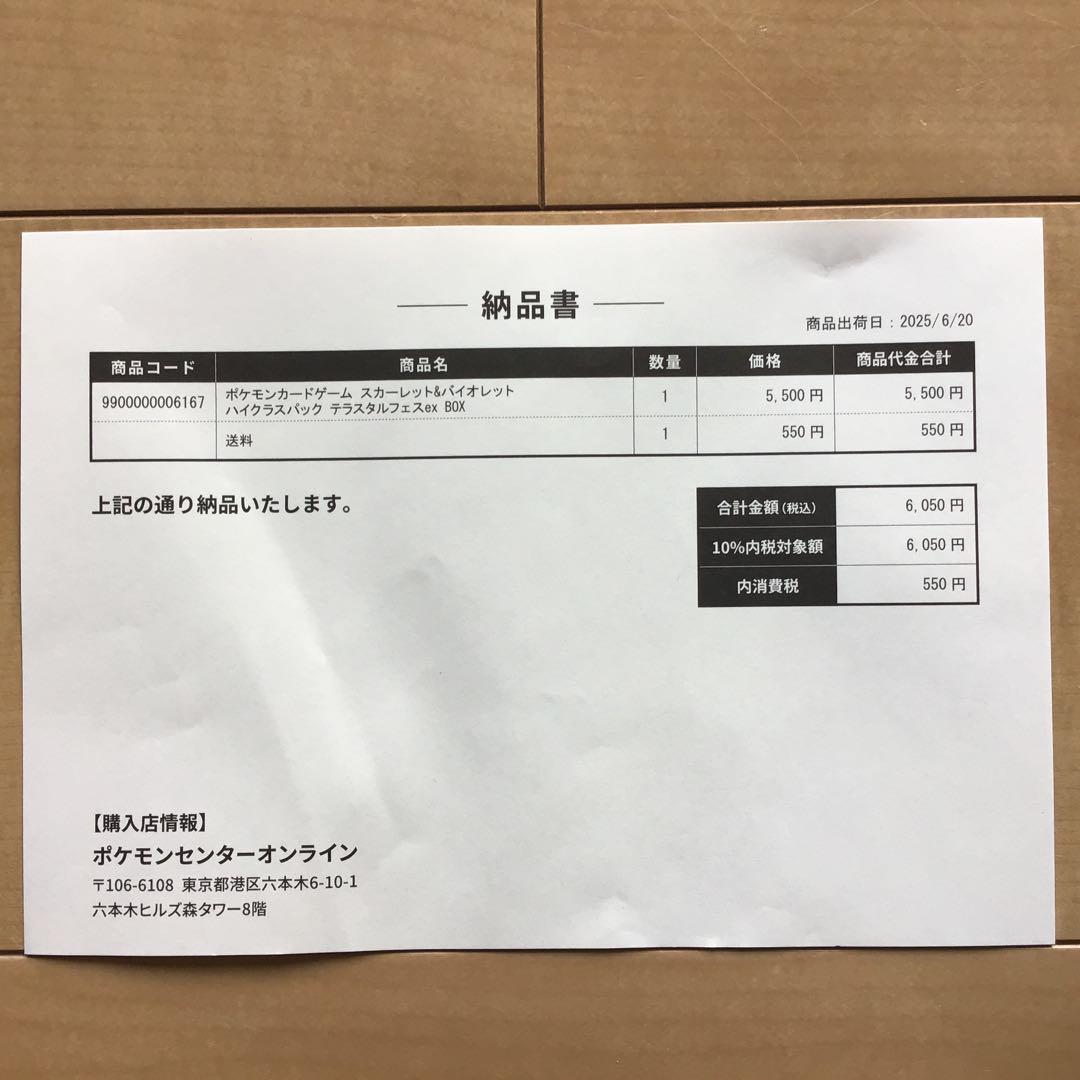 納品書
商品出荷日：2025/6/20
商品コード 商品名 数量 価格 商品代金合計
9900000006167 ポケモンカードゲーム スカーレット&バイオレット 1 5,500 円 5,500 円
ハイクラスパック テラスタルフェスex BOX
送料 1 550 円 550 円
上記の通り納品いたします。
合計金額(税込) 6,050 円
10%内税対象額 6,050 円
内消費税 550 円
【購入店情報】
ポケモンセンターオンライン
〒106-6108 東京都港区六本木6-10-1
六本木ヒルズ森タワー8階